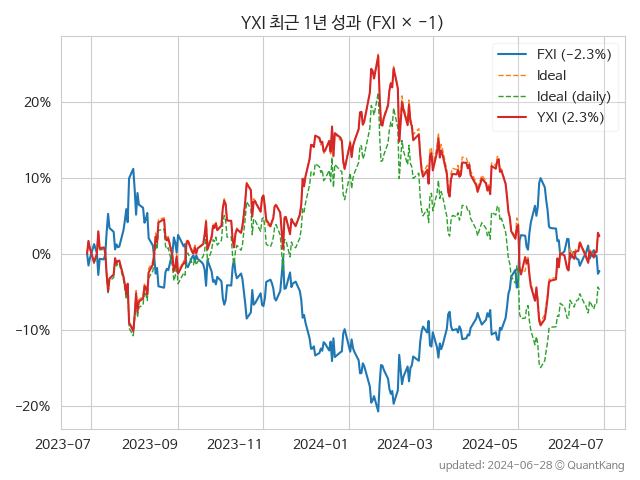 YXI 최근 1년 성과 (FXI × -1)
FXI (-2.3%)
Ideal
Ideal (daily)
YXI (2.3%)
20%
10%
0%
-10%
-20%
2023-07 2023-09 2023-11 2024-01 2024-03 2024-05 2024-07
updated: 2024-06-28 © QuantKang